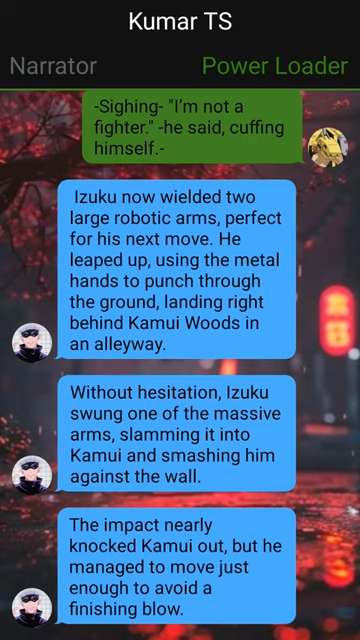 Kumar TS
Narrator
Power Loader
-Sighing- "I’m not a
fighter." -he said, cuffing
himself.-
Izuku now wielded two
large robotic arms, perfect
for his next move. He
leaped up, using the metal
hands to punch through
the ground, landing right
behind Kamui Woods in
an alleyway.
Without hesitation, Izuku
swung one of the massive
arms, slamming it into
Kamui and smashing him
against the wall.
The impact nearly
knocked Kamui out, but he
managed to move just
enough to avoid a
finishing blow.